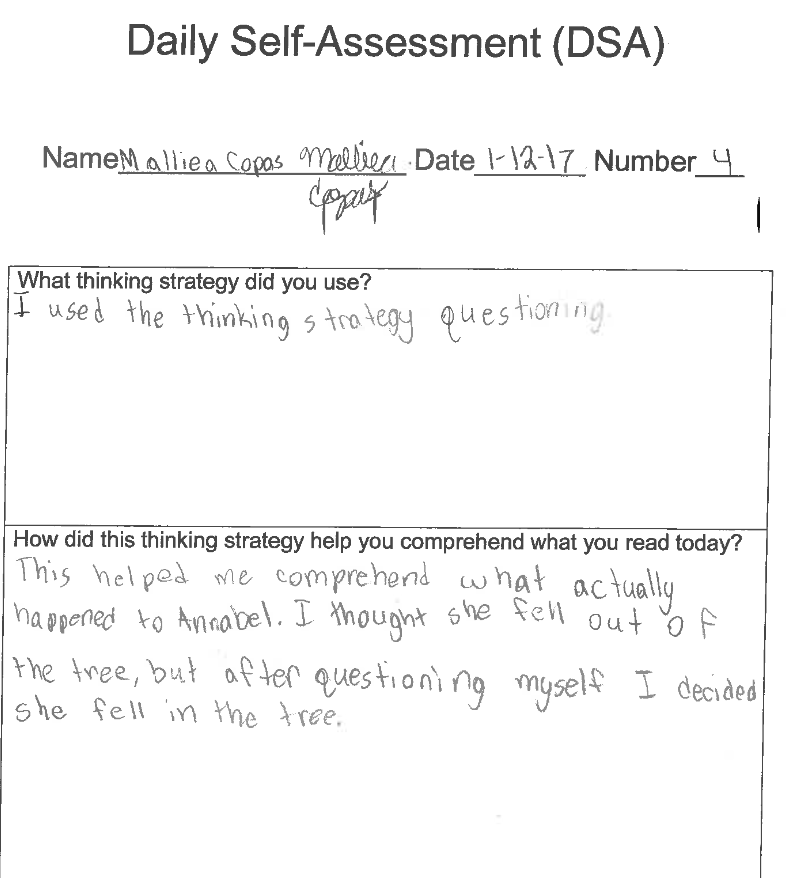 Daily Self-Assessment (DSA)
Name Malliea Copas Malliea Date 1-12-17 Number 4
Copas
What thinking strategy did you use?
I used the thinking strategy questioning.
How did this thinking strategy help you comprehend what you read today?
This helped me comprehend what actually
happened to Annabel. I thought she fell out of
the tree, but after questioning myself I decided
she fell in the tree.